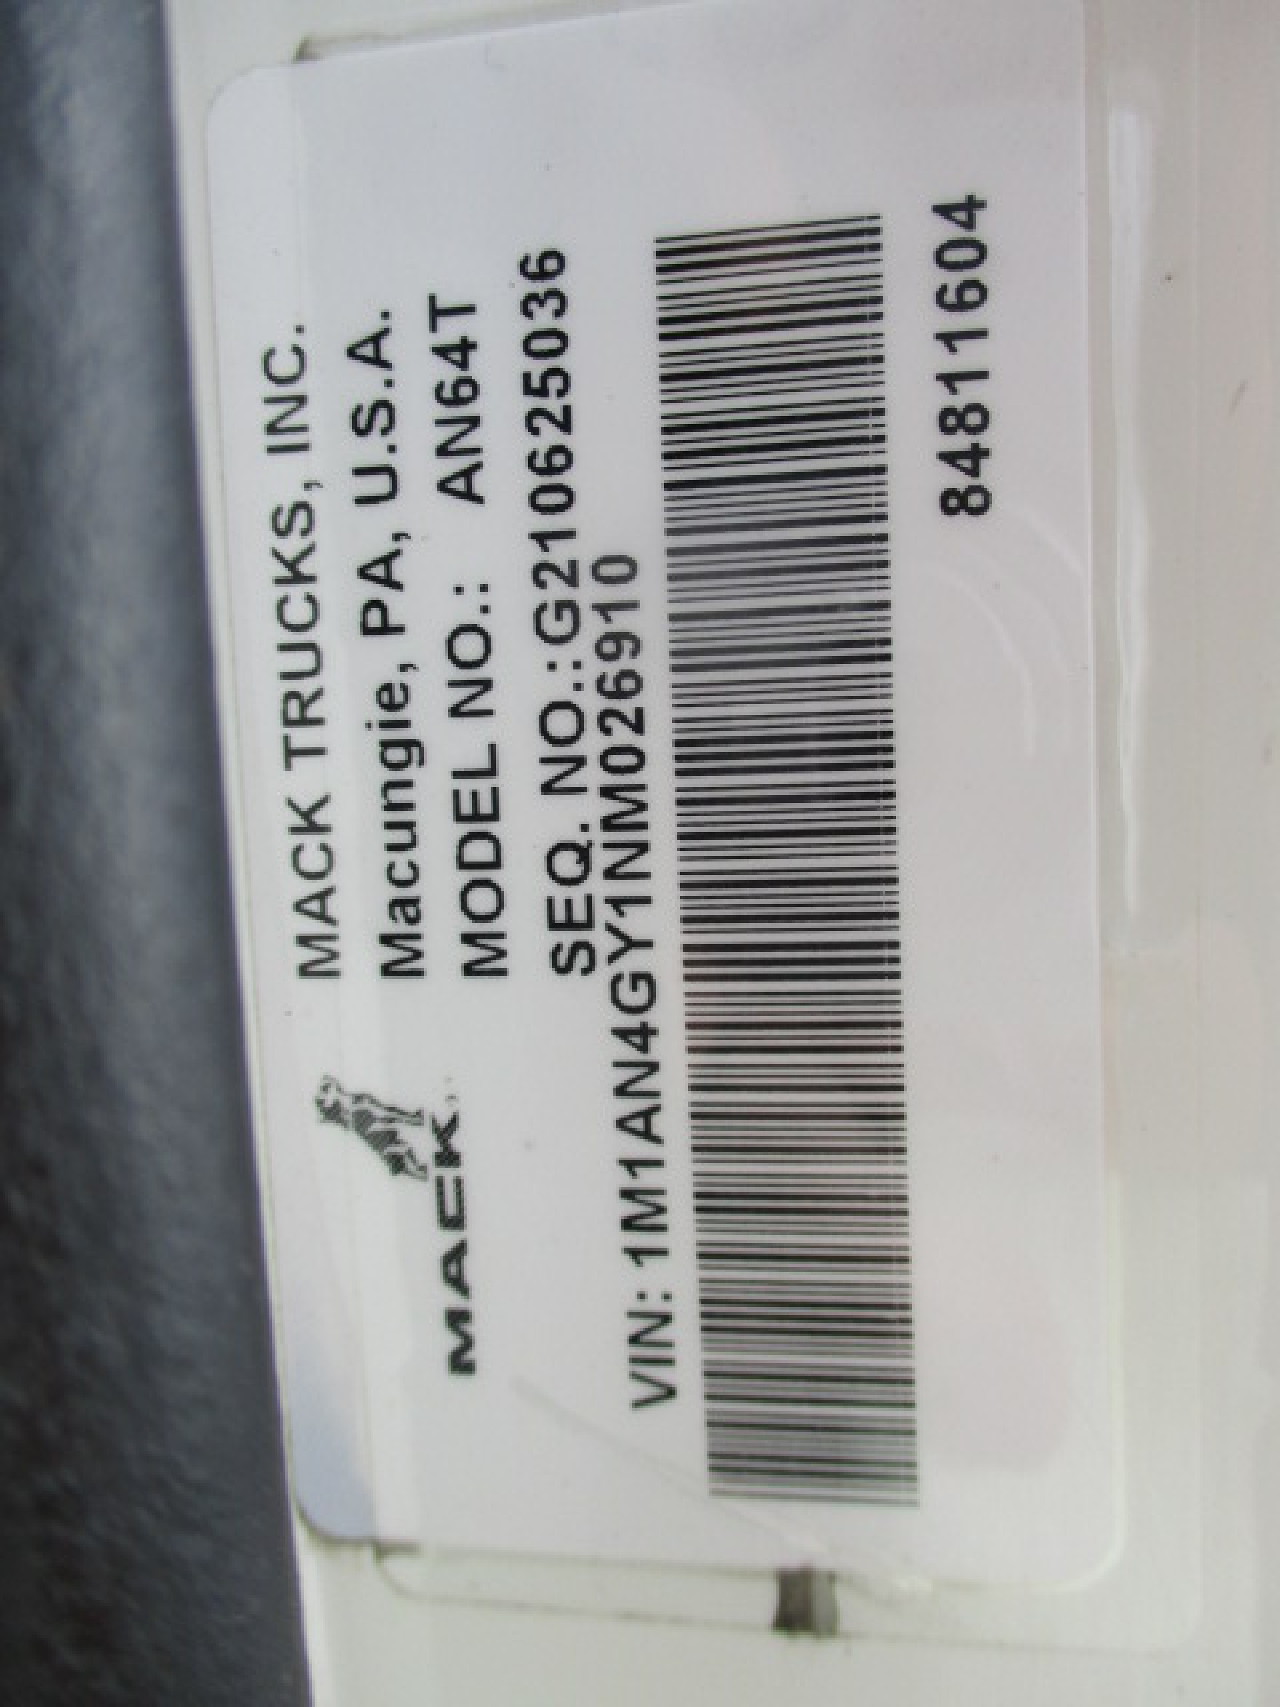 MACK TRUCKS, INC.
Macungie, PA, U.S.A.
MACK
MODEL NO.: AN64T
SEQ. NO.:G210625036
VIN: 1M1AN4GY1NM026910
84811604